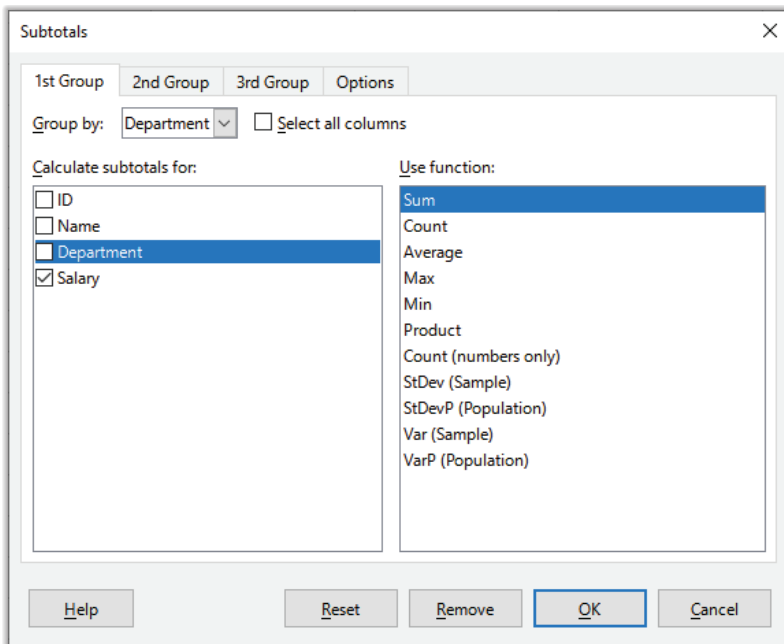 Subtotals
1st Group 2nd Group 3rd Group Options
Group by: Department Select all columns
Calculate subtotals for: Use function:
ID
Name
Department
Salary
Sum
Count
Average
Max
Min
Product
Count (numbers only)
StDev (Sample)
StDevP (Population)
Var (Sample)
VarP (Population)
Help Reset Remove OK Cancel